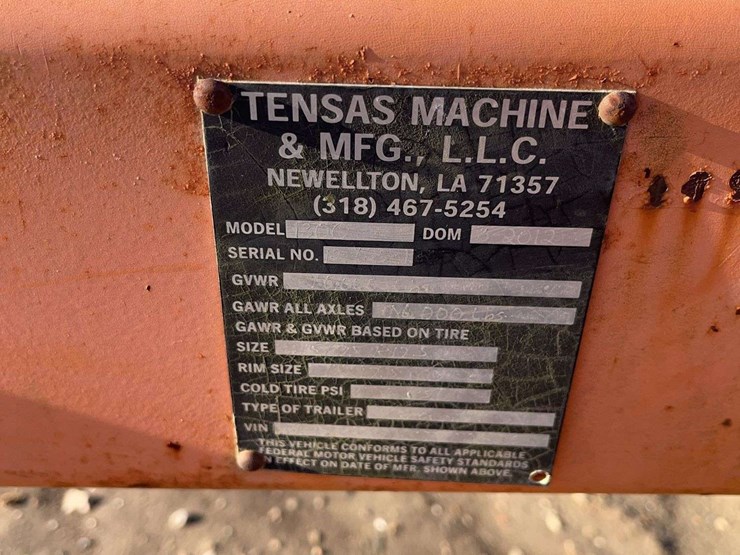 TENSAS MACHINE
& MFG., L.L.C.
NEWELLTON, LA 71357
(318) 467-5254
MODEL DOM
SERIAL NO.
GVWR
GAWR ALL AXLES
GAWR & GVWR BASED ON TIRE
SIZE
RIM SIZE
COLD TIRE PSI
TYPE OF TRAILER
VIN
THIS VEHICLE CONFORMS TO ALL APPLICABLE
FEDERAL MOTOR VEHICLE SAFETY STANDARDS
IN EFFECT ON DATE OF MFR. SHOWN ABOVE.